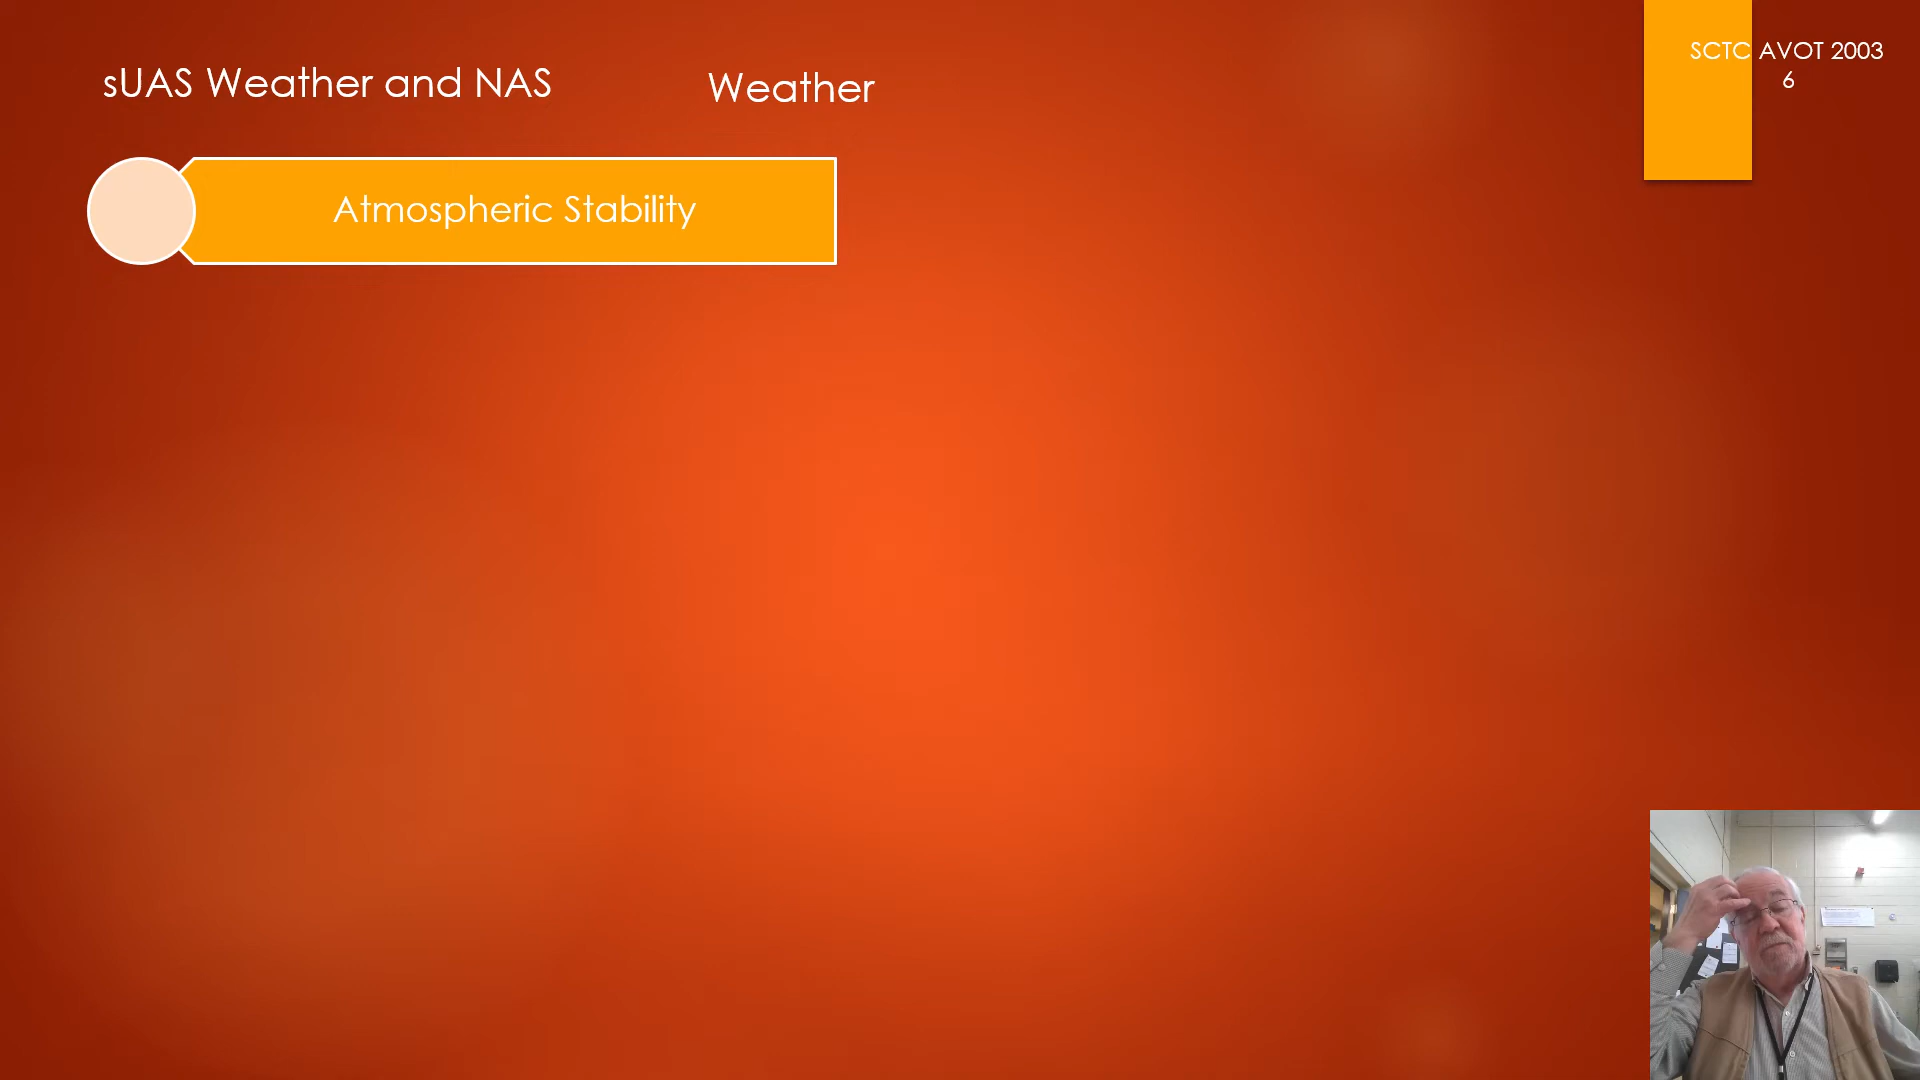 sUAS Weather and NAS
Weather
SCTC AVOT 2003
6
Atmospheric Stability